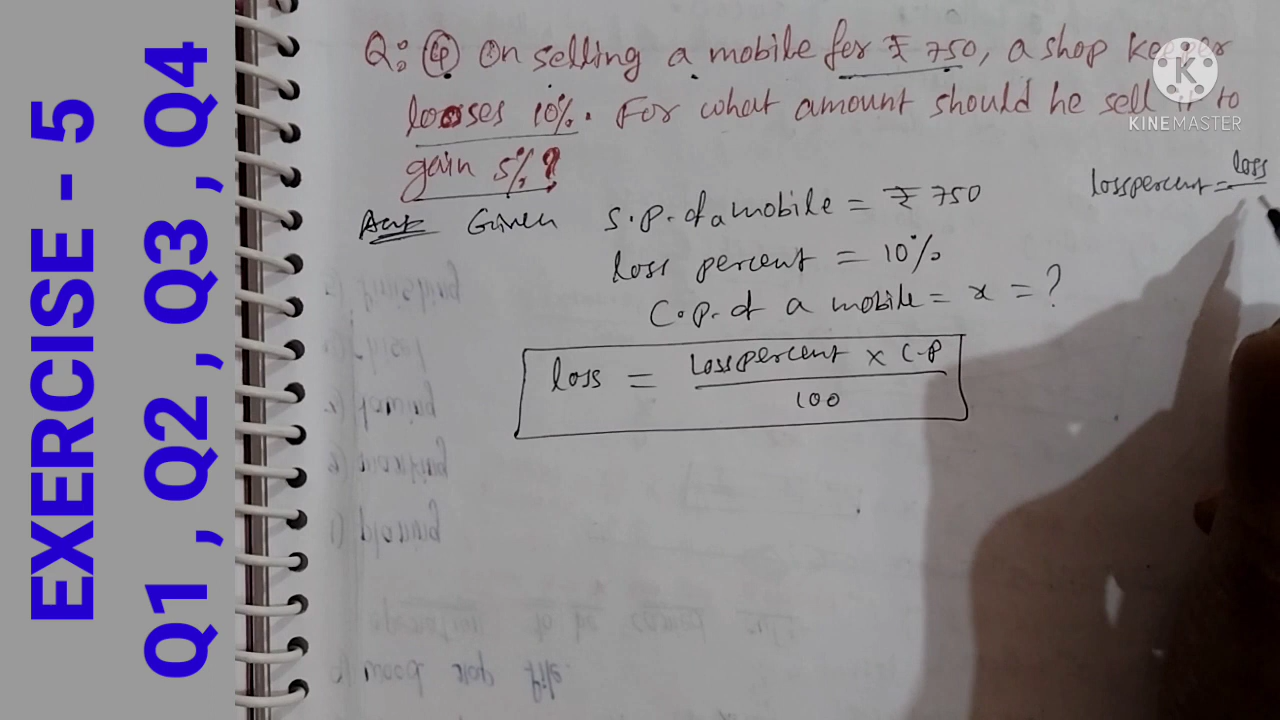 EXERCISE - 5
Q1 , Q2 , Q3 , Q4
Q: ④ On selling a mobile for ₹ 750, a shop keeper
looses 10%. For what amount should he sell it to
gain 5%?
KINEMASTER
Ans Given S.P. of a mobile = ₹ 750
loss percent = 10%
C.P. of a mobile = x = ?
loss = loss percent × C.P
100
losspercent = loss